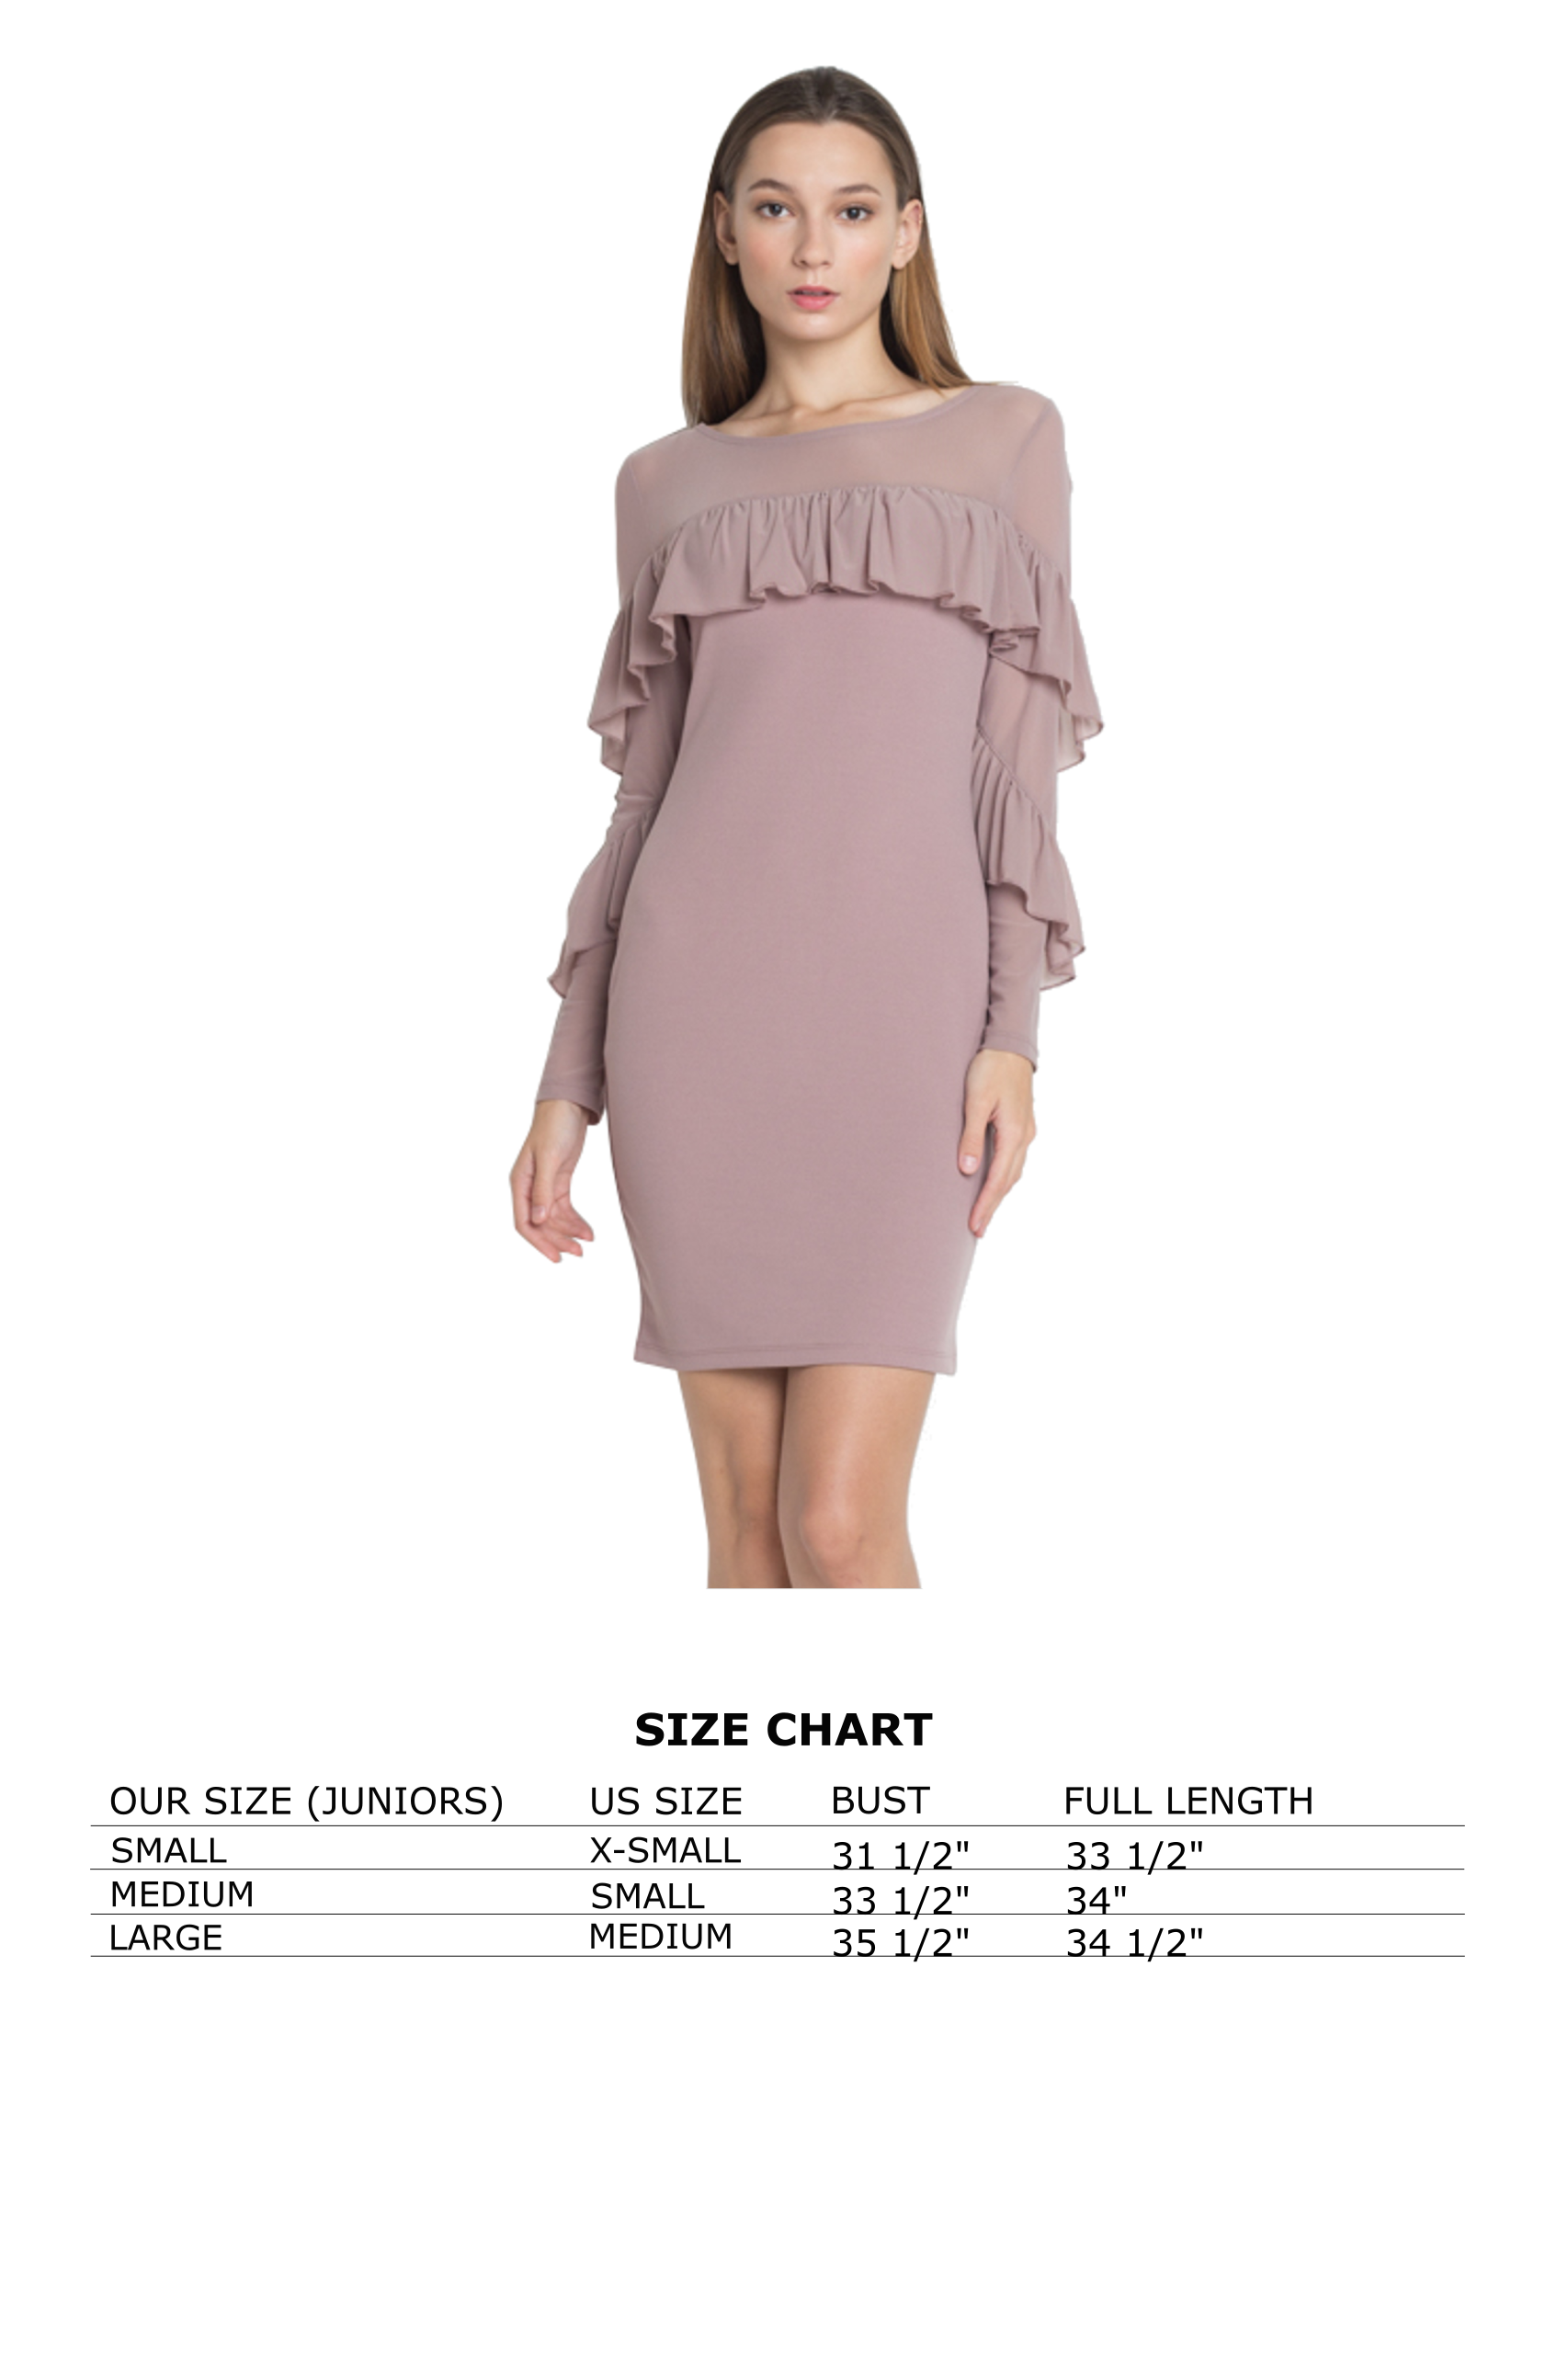 SIZE CHART
OUR SIZE (JUNIORS) US SIZE BUST FULL LENGTH
SMALL X-SMALL 31 1/2" 33 1/2"
MEDIUM SMALL 33 1/2" 34"
LARGE MEDIUM 35 1/2" 34 1/2"